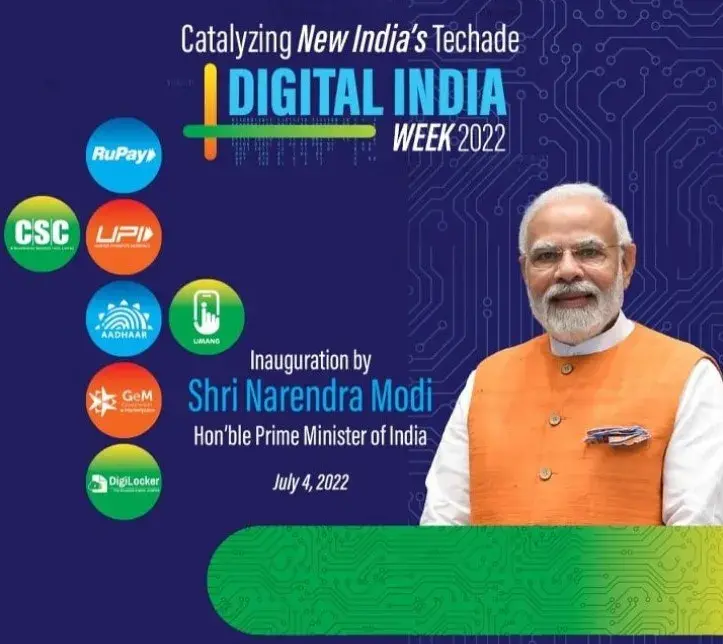 Catalyzing New India's Techade
DIGITAL INDIA
WEEK 2022
RuPay
CSC
UPI
AADHAAR
UMANG
GeM
DigiLocker
Inauguration by
Shri Narendra Modi
Hon'ble Prime Minister of India
July 4, 2022